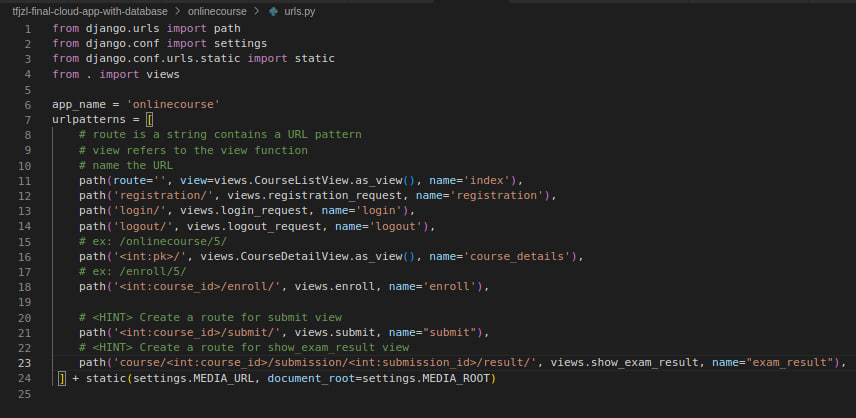 tfjzl-final-cloud-app-with-database > onlinecourse > urls.py
1 from django.urls import path
2 from django.conf import settings
3 from django.conf.urls.static import static
4 from . import views
5
6 app_name = 'onlinecourse'
7 urlpatterns = [
8 # route is a string contains a URL pattern
9 # view refers to the view function
10 # name the URL
11 path(route='', view=views.CourseListView.as_view(), name='index'),
12 path('registration/', views.registration_request, name='registration'),
13 path('login/', views.login_request, name='login'),
14 path('logout/', views.logout_request, name='logout'),
15 # ex: /onlinecourse/5/
16 path('<int:pk>/', views.CourseDetailView.as_view(), name='course_details'),
17 # ex: /enroll/5/
18 path('<int:course_id>/enroll/', views.enroll, name='enroll'),
19
20 # <HINT> Create a route for submit view
21 path('<int:course_id>/submit/', views.submit, name="submit"),
22 # <HINT> Create a route for show_exam_result view
23 path('course/<int:course_id>/submission/<int:submission_id>/result/', views.show_exam_result, name="exam_result"),
24 ] + static(settings.MEDIA_URL, document_root=settings.MEDIA_ROOT)
25